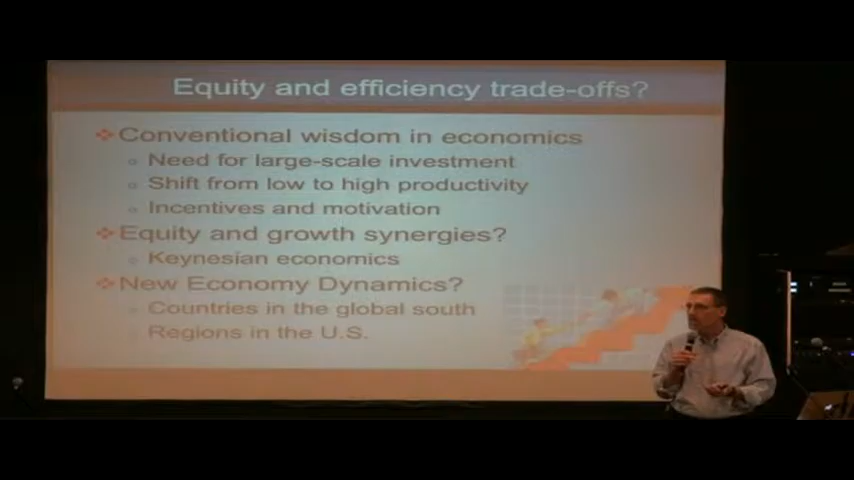 Equity and efficiency trade-offs?
Conventional wisdom in economics
Need for large-scale investment
Shift from low to high productivity
Incentives and motivation
Equity and growth synergies?
Keynesian economics
New Economy Dynamics?
Countries in the global south
Regions in the U.S.